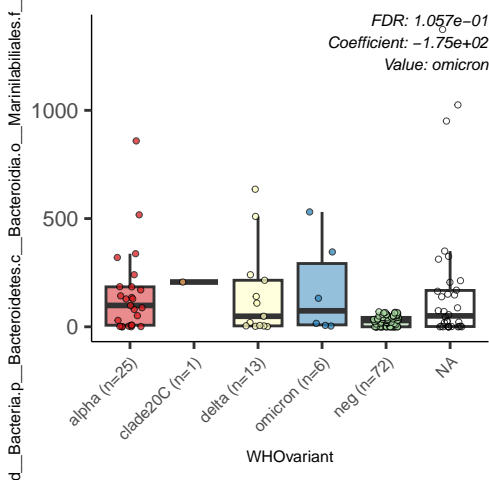 FDR: 1.057e−01
Coefficient: −1.75e+02
Value: omicron
d__Bacteria.p__Bacteroidetes.c__Bacteroidia.o__Marinilabiliales.f__
1000
500
0
alpha (n=25)
clade20C (n=1)
delta (n=13)
omicron (n=6)
neg (n=72)
NA
WHOvariant